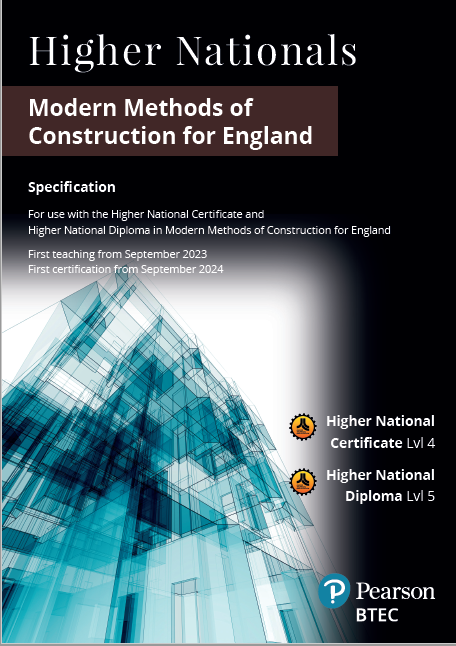 Higher Nationals
Modern Methods of
Construction for England
Specification
For use with the Higher National Certificate and
Higher National Diploma in Modern Methods of Construction for England
First teaching from September 2023
First certification from September 2024
Higher National
Certificate Lvl 4
Higher National
Diploma Lvl 5
Pearson
BTEC